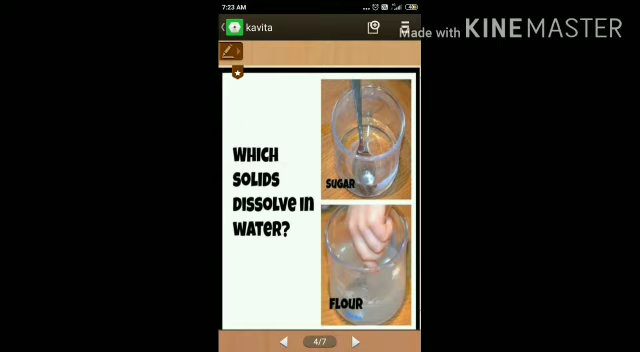 7:23 AM
kavita
Made with KINEMASTER
WHICH
SOLIDS
DISSOLVE IN
WATER?
SUGAR
FLOUR
4/7